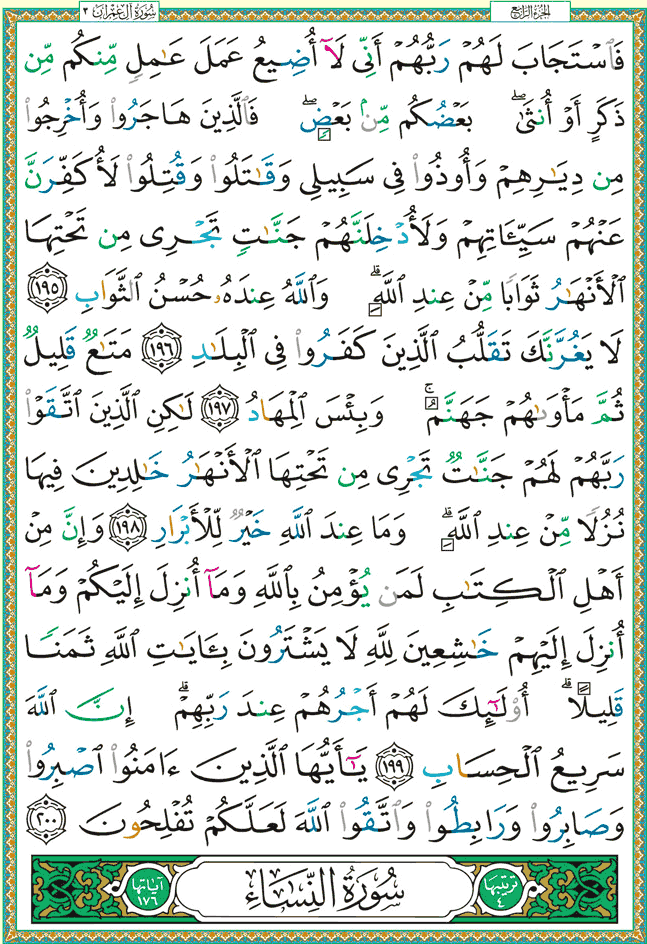 سُورَةُ آلِ عِمْرَان ٣ الجزء الرابع
فَٱسْتَجَابَ لَهُمْ رَبُّهُمْ أَنِّى لَآ أُضِيعُ عَمَلَ عَـٰمِلٍ مِّنكُم مِّن
ذَكَرٍ أَوْ أُنثَىٰ ۖ بَعْضُكُم مِّنۢ بَعْضٍ ۖ فَٱلَّذِينَ هَاجَرُوا۟ وَأُخْرِجُوا۟
مِن دِيَـٰرِهِمْ وَأُوذُوا۟ فِى سَبِيلِى وَقَـٰتَلُوا۟ وَقُتِلُوا۟ لَأُكَفِّرَنَّ
عَنْهُمْ سَيِّـَٔاتِهِمْ وَلَأُدْخِلَنَّهُمْ جَنَّـٰتٍ تَجْرِى مِن تَحْتِهَا
ٱلْأَنْهَـٰرُ ثَوَابًا مِّنْ عِندِ ٱللَّهِ ۗ وَٱللَّهُ عِندَهُۥ حُسْنُ ٱلثَّوَابِ ١٩٥
لَا يَغُرَّنَّكَ تَقَلُّبُ ٱلَّذِينَ كَفَرُوا۟ فِى ٱلْبِلَـٰدِ ١٩٦ مَتَـٰعٌ قَلِيلٌ
ثُمَّ مَأْوَىٰهُمْ جَهَنَّمُ ۚ وَبِئْسَ ٱلْمِهَادُ ١٩٧ لَـٰكِنِ ٱلَّذِينَ ٱتَّقَوْا۟
رَبَّهُمْ لَهُمْ جَنَّـٰتٌ تَجْرِى مِن تَحْتِهَا ٱلْأَنْهَـٰرُ خَـٰلِدِينَ فِيهَا
نُزُلًا مِّنْ عِندِ ٱللَّهِ ۗ وَمَا عِندَ ٱللَّهِ خَيْرٌ لِّلْأَبْرَارِ ١٩٨ وَإِنَّ مِنْ
أَهْلِ ٱلْكِتَـٰبِ لَمَن يُؤْمِنُ بِٱللَّهِ وَمَآ أُنزِلَ إِلَيْكُمْ وَمَآ
أُنزِلَ إِلَيْهِمْ خَـٰشِعِينَ لِلَّهِ لَا يَشْتَرُونَ بِـَٔايَـٰتِ ٱللَّهِ ثَمَنًا
قَلِيلًا ۗ أُو۟لَـٰٓئِكَ لَهُمْ أَجْرُهُمْ عِندَ رَبِّهِمْ ۗ إِنَّ ٱللَّهَ
سَرِيعُ ٱلْحِسَابِ ١٩٩ يَـٰٓأَيُّهَا ٱلَّذِينَ ءَامَنُوا۟ ٱصْبِرُوا۟
وَصَابِرُوا۟ وَرَابِطُوا۟ وَٱتَّقُوا۟ ٱللَّهَ لَعَلَّكُمْ تُفْلِحُونَ ٢٠٠
ترتيبها ٤ سُورَةُ النِّسَاءِ آياتها ١٧٦